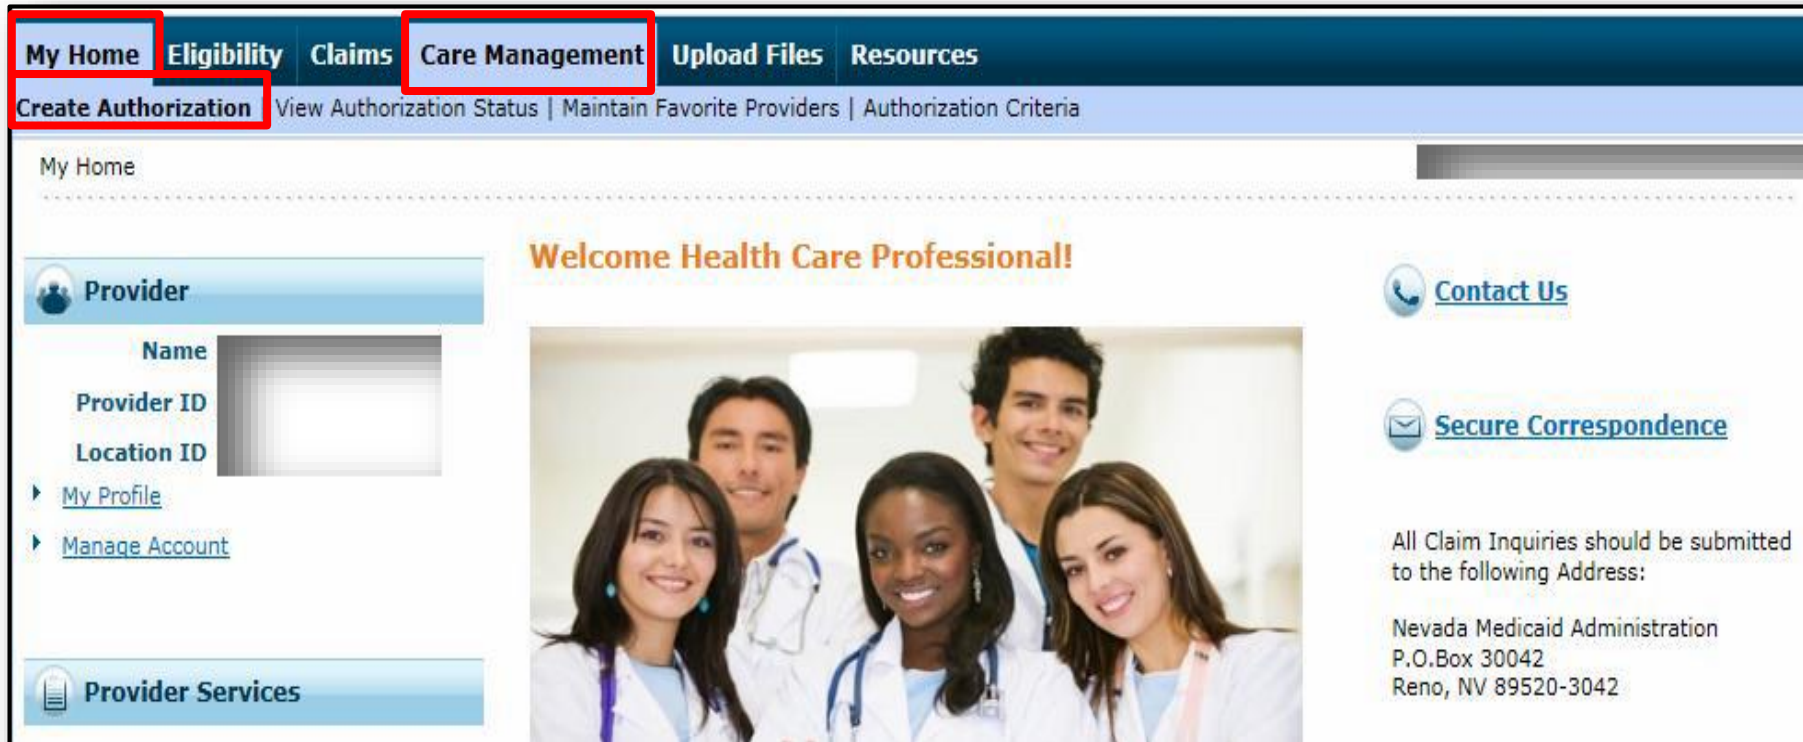 My Home Eligibility Claims Care Management Upload Files Resources
Create Authorization | View Authorization Status | Maintain Favorite Providers | Authorization Criteria
My Home
Welcome Health Care Professional!
Provider
Name
Provider ID
Location ID
My Profile
Manage Account
Provider Services
Contact Us
Secure Correspondence
All Claim Inquiries should be submitted
to the following Address:
Nevada Medicaid Administration
P.O.Box 30042
Reno, NV 89520-3042